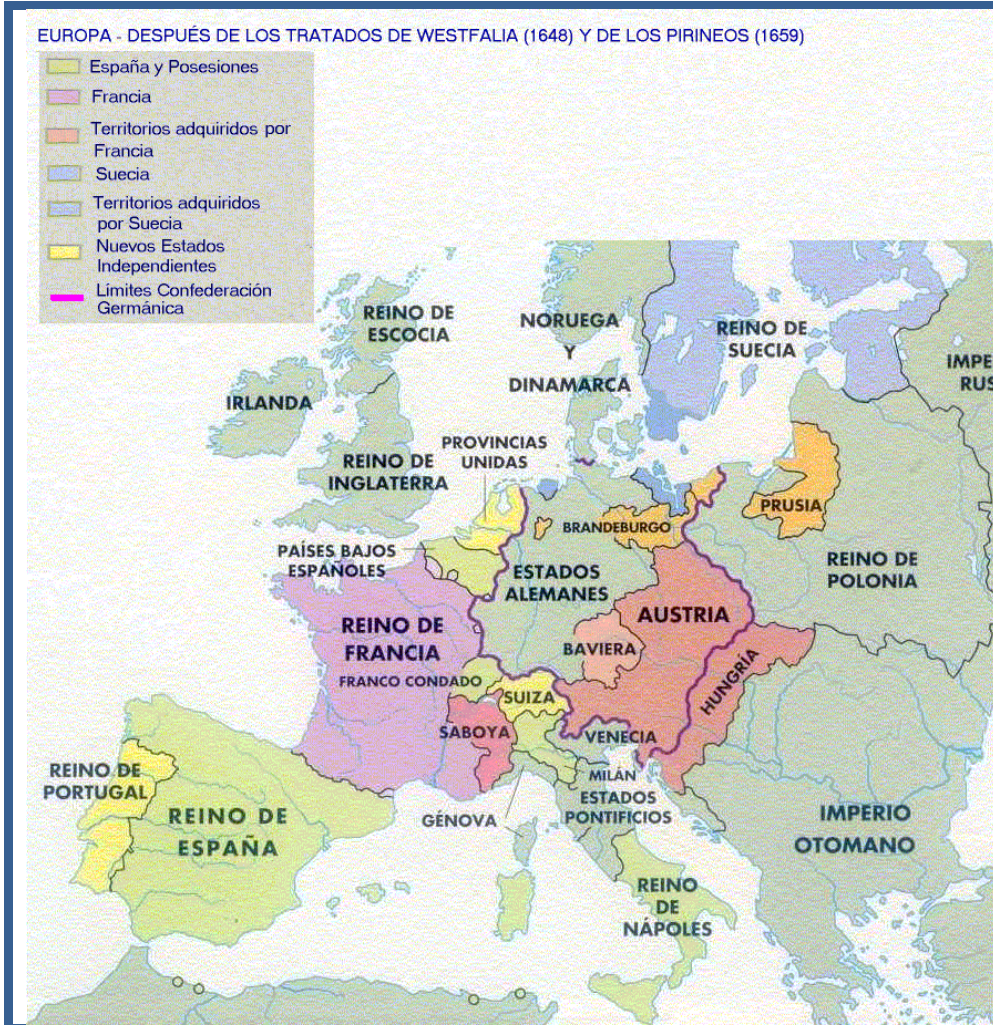 EUROPA - DESPUÉS DE LOS TRATADOS DE WESTFALIA (1648) Y DE LOS PIRINEOS (1659)
España y Posesiones
Francia
Territorios adquiridos por
Francia
Suecia
Territorios adquiridos
por Suecia
Nuevos Estados
Independientes
Limites Confederación
Germánica
REINO DE
ESCOCIA
NORUEGA
Y
DINAMARCA
REINO DE
SUECIA
IMPE
RUS
IRLANDA
REINO DE
INGLATERRA
PROVINCIAS
UNIDAS
PRUSIA
BRANDEBURGO
PAÍSES BAJOS
ESPAÑOLES
ESTADOS
ALEMANES
REINO DE
POLONIA
REINO DE
FRANCIA
AUSTRIA
BAVIERA
HUNGRÍA
FRANCO CONDADO
SUIZA
SABOYA
VENECIA
REINO DE
PORTUGAL
MILÁN
ESTADOS
PONTIFICIOS
GÉNOVA
REINO DE
ESPAÑA
IMPERIO
OTOMANO
REINO
DE
NÁPOLES